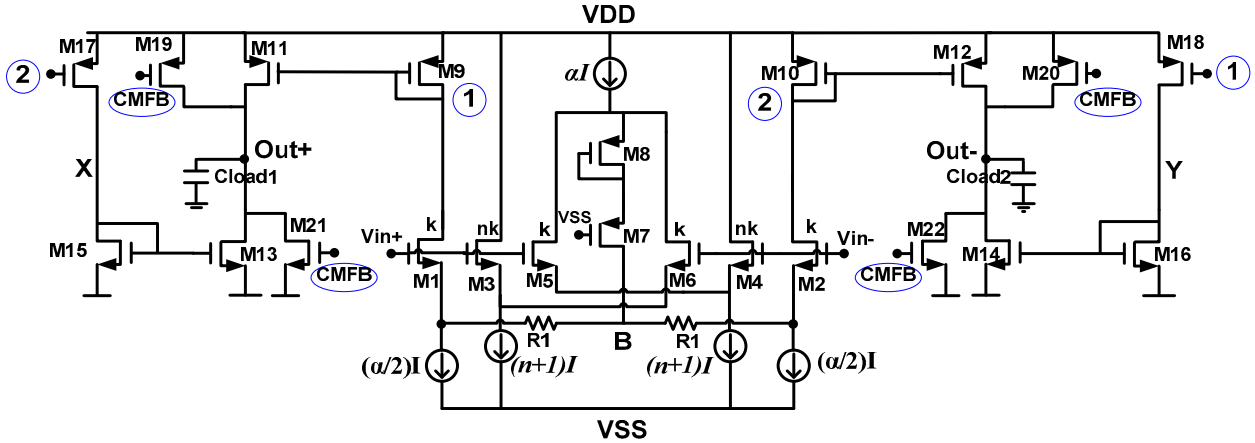 VDD
M17
M19
M11
M9
αI
M10
M12
M20
M18
2
CMFB
1
2
CMFB
1
M8
X
Out+
Cload1
Out-
Cload2
Y
VSS
M7
M21
k
nk
k
k
nk
k
M22
Vin+
Vin-
M15
M13
CMFB
M1
M3
M5
M6
M4
M2
CMFB
M14
M16
R1
B
R1
(α/2)I
(n+1)I
(n+1)I
(α/2)I
VSS